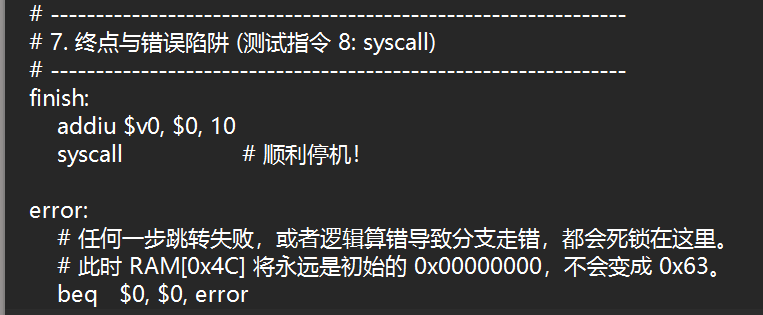 # ----------------------------------------------------------------
# 7. 终点与错误陷阱 (测试指令 8: syscall)
# ----------------------------------------------------------------
finish:
    addiu $v0, $0, 10
    syscall                  # 顺利停机！

error:
    # 任何一步跳转失败，或者逻辑算错导致分支走错，都会死锁在这里。
    # 此时 RAM[0x4C] 将永远是初始的 0x00000000，不会变成 0x63。
    beq   $0, $0, error